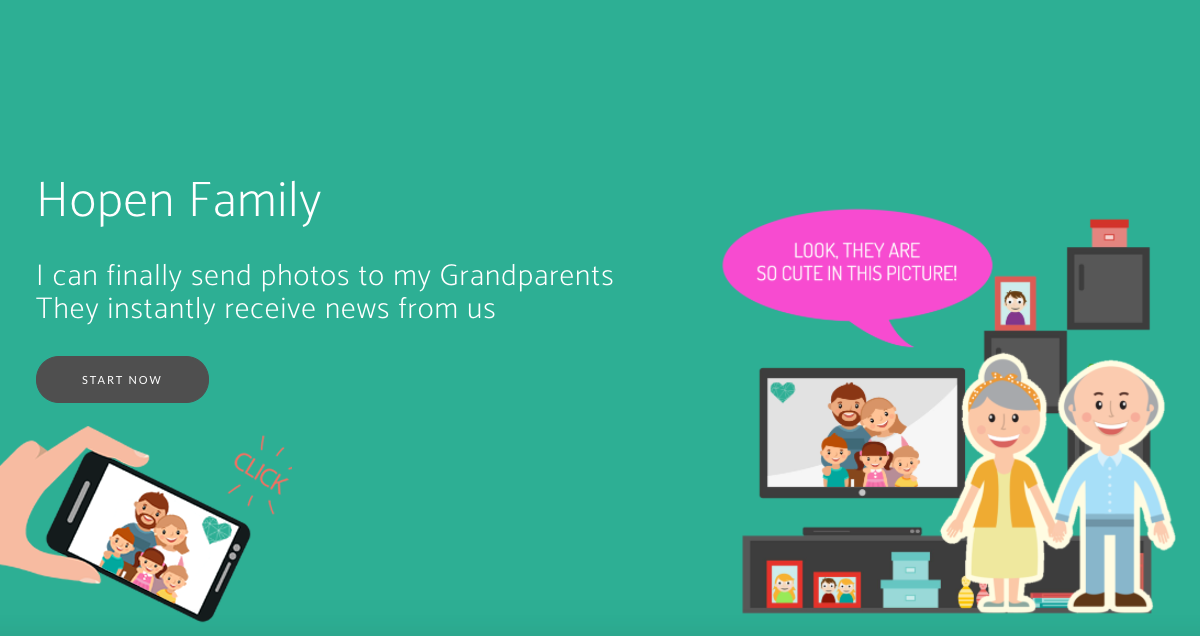 Hopen Family
I can finally send photos to my Grandparents
They instantly receive news from us
START NOW
CLICK
LOOK, THEY ARE
SO CUTE IN THIS PICTURE!